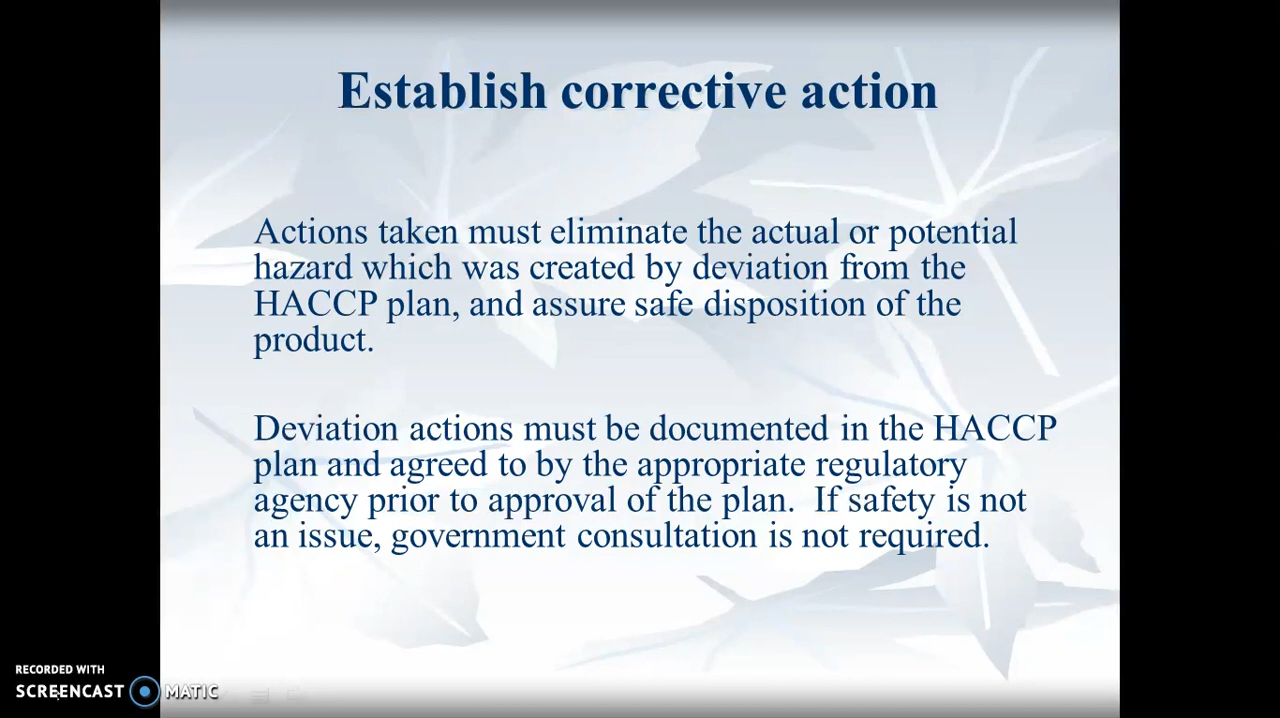 Establish corrective action
Actions taken must eliminate the actual or potential
hazard which was created by deviation from the
HACCP plan, and assure safe disposition of the
product.
Deviation actions must be documented in the HACCP
plan and agreed to by the appropriate regulatory
agency prior to approval of the plan.  If safety is not
an issue, government consultation is not required.
RECORDED WITH
SCREENCAST MATIC